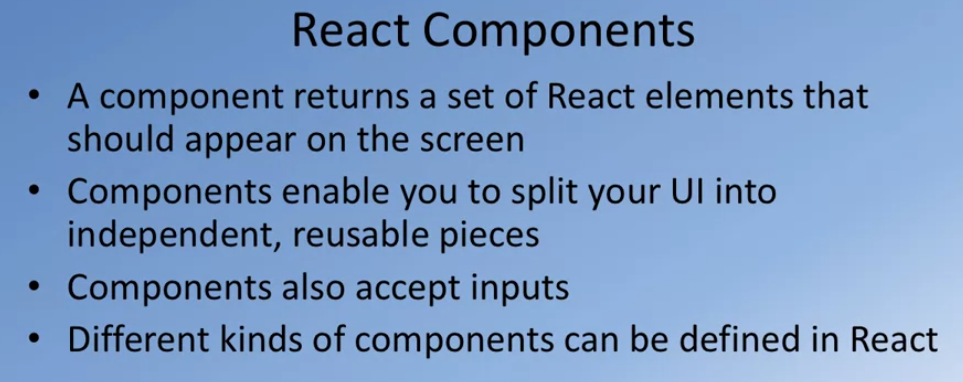 React Components
• A component returns a set of React elements that
should appear on the screen
• Components enable you to split your UI into
independent, reusable pieces
• Components also accept inputs
• Different kinds of components can be defined in React